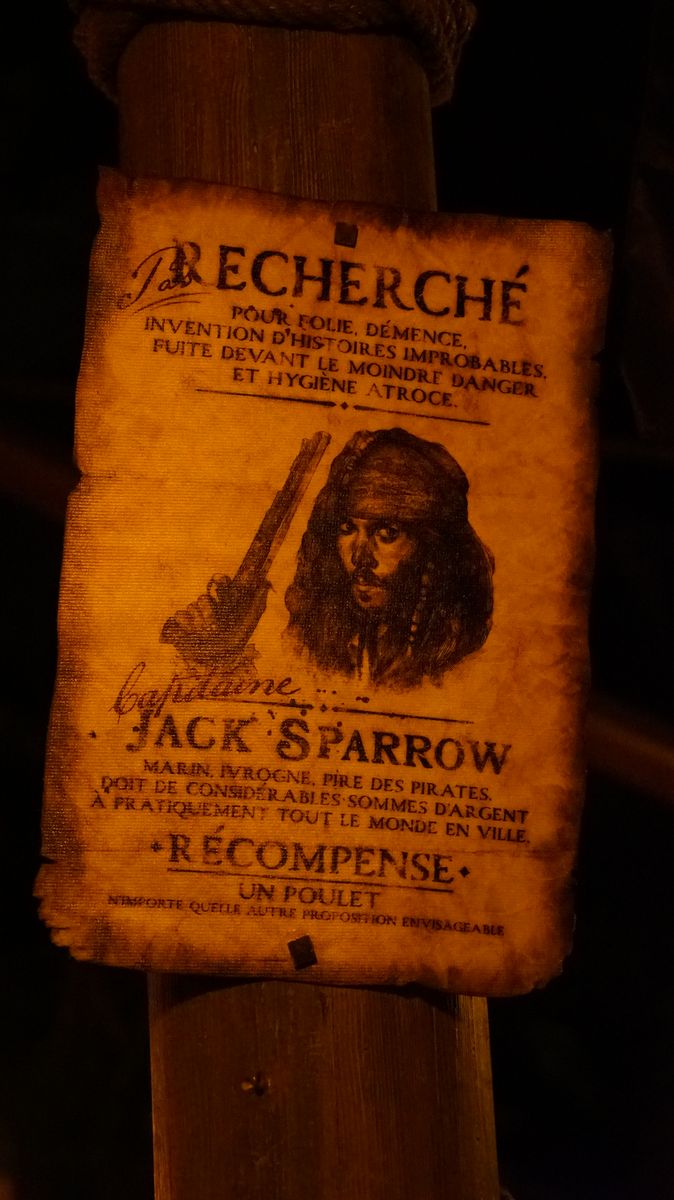 Pas RECHERCHÉ
POUR FOLIE, DÉMENCE,
INVENTION D'HISTOIRES IMPROBABLES,
FUITE DEVANT LE MOINDRE DANGER
ET HYGIÈNE ATROCE.
Capitaine
JACK SPARROW
MARIN, IVROGNE, PIRE DES PIRATES.
DOIT DE CONSIDÉRABLES SOMMES D'ARGENT
À PRATIQUEMENT TOUT LE MONDE EN VILLE.
RÉCOMPENSE
UN POULET
N'IMPORTE QUELLE AUTRE PROPOSITION ENVISAGEABLE